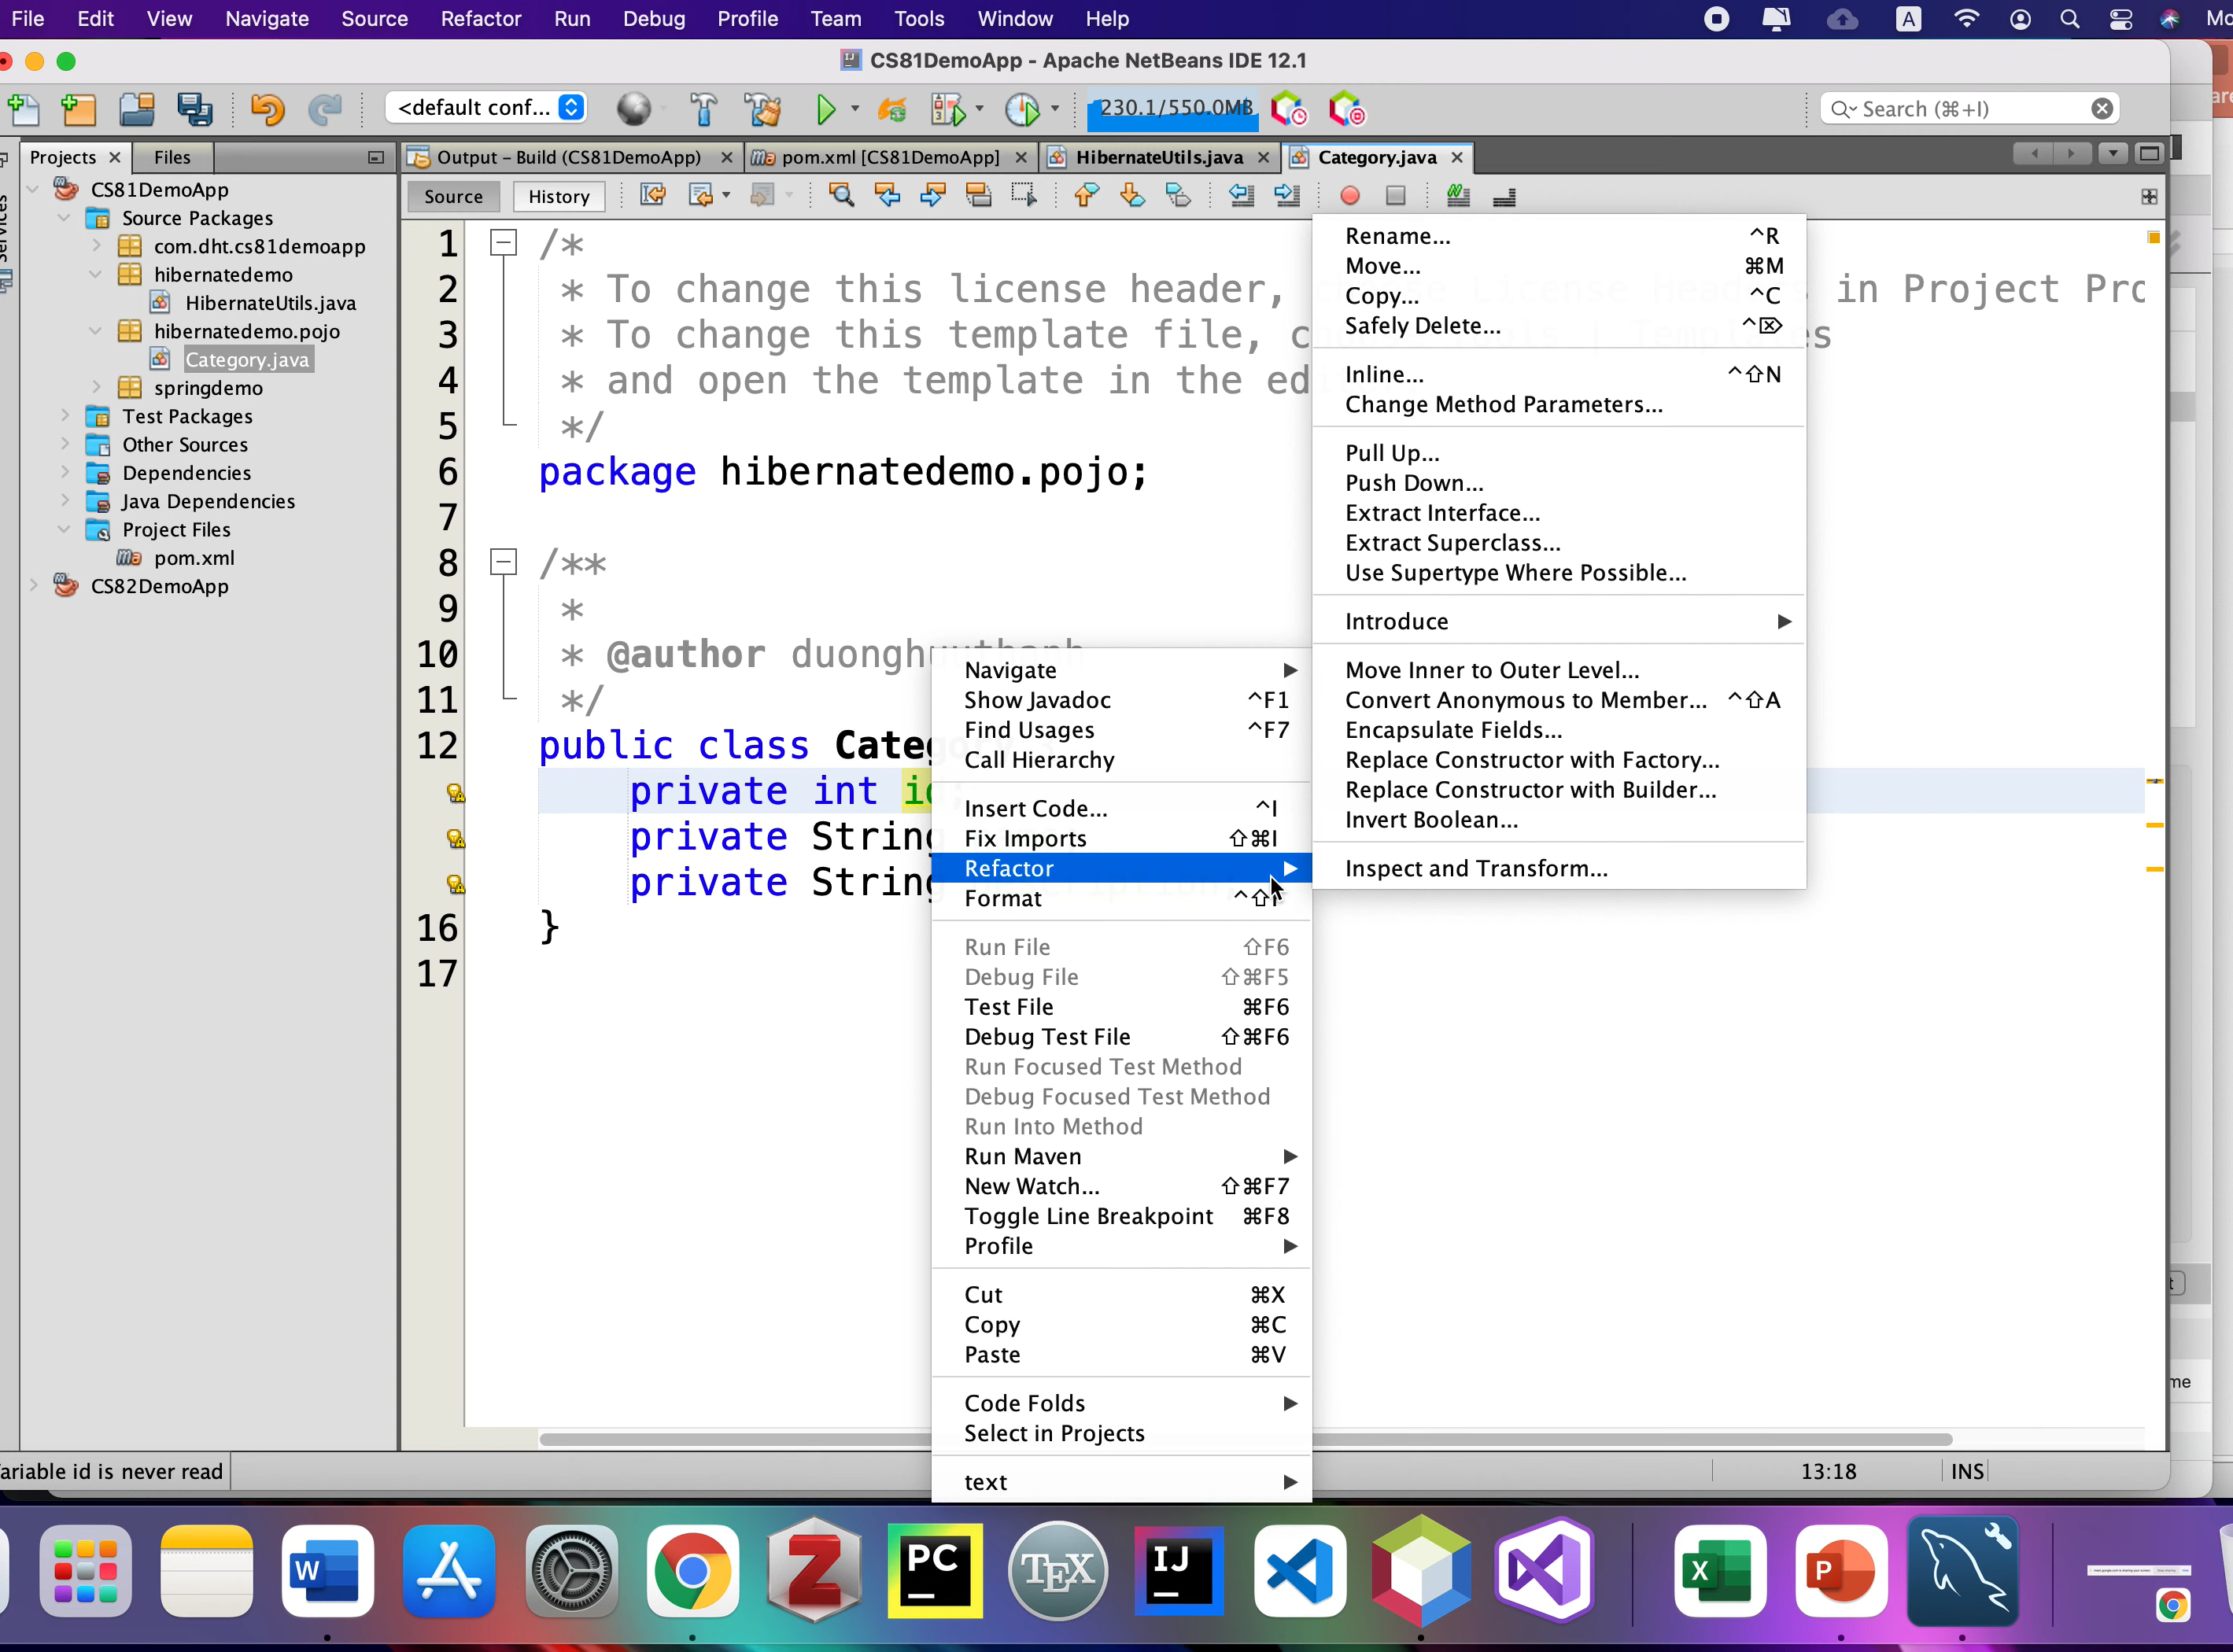 File Edit View Navigate Source Refactor Run Debug Profile Team Tools Window Help
CS81DemoApp - Apache NetBeans IDE 12.1
<default conf... 230.1/550.0MB Search (⌘+I)
Projects Files Output - Build (CS81DemoApp) pom.xml [CS81DemoApp] HibernateUtils.java Category.java
Source History
Services
CS81DemoApp
Source Packages
com.dht.cs81demoapp
hibernatedemo
HibernateUtils.java
hibernatedemo.pojo
Category.java
springdemo
Test Packages
Other Sources
Dependencies
Java Dependencies
Project Files
pom.xml
CS82DemoApp
1 /*
2 * To change this license header, in Project Pro
3 * To change this template file,
4 * and open the template in the
5 */
6 package hibernatedemo.pojo;
7
8 /**
9 *
10 * @author duonghuuthanh
11 */
12 public class Category {
private int id;
private String
private String
16 }
17
Navigate
Show Javadoc ^F1
Find Usages ^F7
Call Hierarchy
Insert Code... ^I
Fix Imports ⇧⌘I
Refactor
Format ^⇧F
Run File ⇧F6
Debug File ⇧⌘F5
Test File ⌘F6
Debug Test File ⇧⌘F6
Run Focused Test Method
Debug Focused Test Method
Run Into Method
Run Maven
New Watch... ⇧⌘F7
Toggle Line Breakpoint ⌘F8
Profile
Cut ⌘X
Copy ⌘C
Paste ⌘V
Code Folds
Select in Projects
text
Rename... ^R
Move... ⌘M
Copy... ^C
Safely Delete... ^⌦
Inline... ^⇧N
Change Method Parameters...
Pull Up...
Push Down...
Extract Interface...
Extract Superclass...
Use Supertype Where Possible...
Introduce
Move Inner to Outer Level...
Convert Anonymous to Member... ^⇧A
Encapsulate Fields...
Replace Constructor with Factory...
Replace Constructor with Builder...
Invert Boolean...
Inspect and Transform...
ariable id is never read 13:18 INS
W Z PC TEX IJ X P